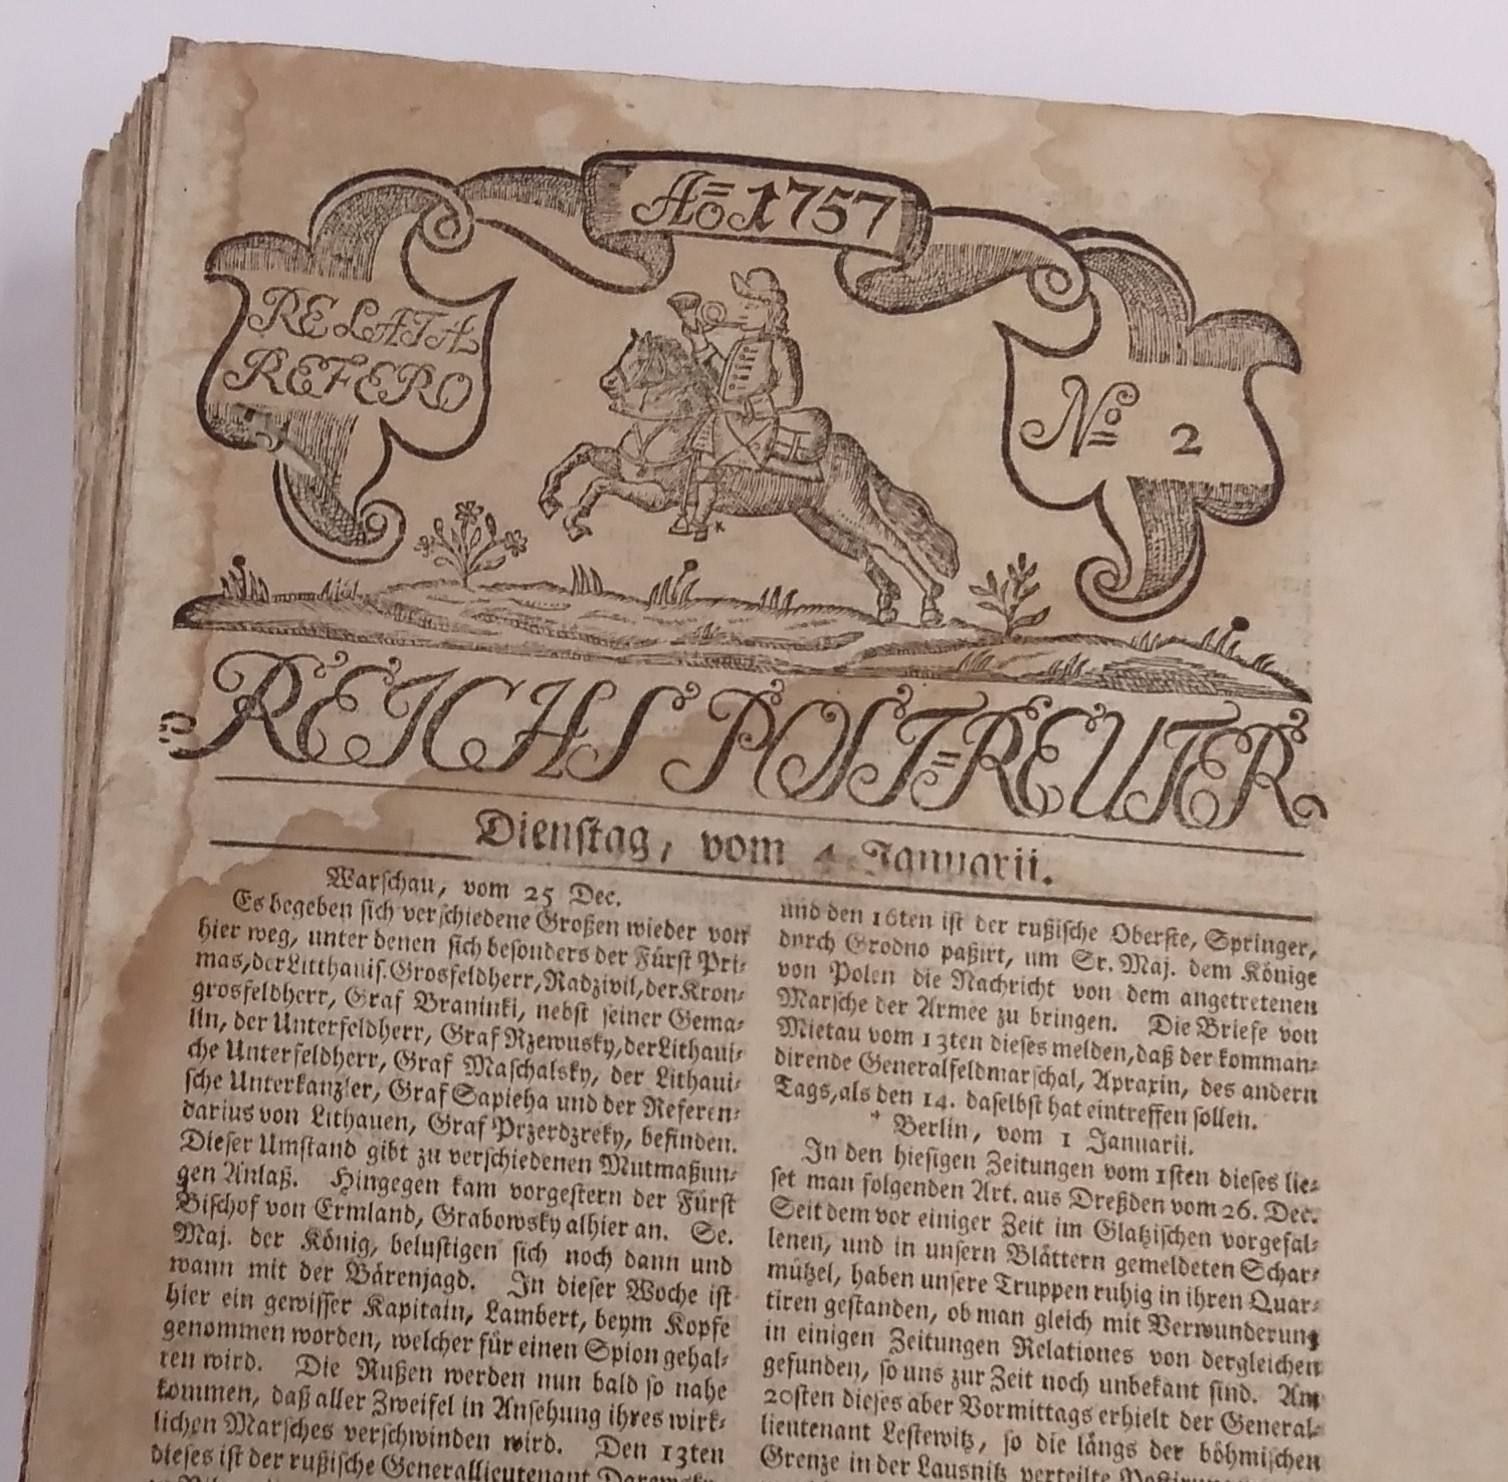 Aº 1757
RELATA
REFERO
Nº 2
REICHS POST=REUTER
Dienstag, vom 4 Januarii.
Warſchau, vom 25 Dec.
Es begeben ſich verſchiedene Großen wieder von
hier weg, unter denen ſich beſonders der Fürſt Pri-
mas, der Litthauiſ. Grosfeldherr, Radzivil, der Kron-
grosfeldherr, Graf Braninki, nebſt ſeiner Gema-
lin, der Unterfeldherr, Graf Rzewusky, der Lithaui-
ſche Unterfeldherr, Graf Maſchalsky, der Lithaui-
ſche Unterkanzler, Graf Sapieha und der Referen-
darius von Lithauen, Graf Przerdzreky, befinden.
Dieſer Umſtand gibt zu verſchiedenen Mutmaßun-
gen Anlaß. Hingegen kam vorgeſtern der Fürſt
Biſchof von Ermland, Grabowsky alhier an. Se.
Maj. der König, beluſtigen ſich noch dann und
wann mit der Bärenjagd. In dieſer Woche iſt
hier ein gewiſſer Kapitain, Lambert, beym Kopfe
genommen worden, welcher für einen Spion gehal-
ten wird. Die Rußen werden nun bald ſo nahe
kommen, daß aller Zweifel in Anſehung ihres wirk-
lichen Marſches verſchwinden wird. Den 13ten
dieſes iſt der rußiſche Generallieutenant
und den 16ten iſt der rußiſche Oberſte, Springer,
durch Grodno paßirt, um Sr. Maj. dem Könige
von Polen die Nachricht von dem angetretenen
Marſche der Armee zu bringen. Die Briefe von
Mietau vom 13ten dieſes melden, daß der komman-
dirende Generalfeldmarſchal, Apraxin, des andern
Tags, als den 14. daſelbſt hat eintreffen ſollen.
* Berlin, vom 1 Januarii.
In den hieſigen Zeitungen vom 1ſten dieſes lie-
ſet man folgenden Art. aus Dreßden vom 26. Dec.
Seit dem vor einiger Zeit im Glatziſchen vorgefal-
lenen, und in unſern Blättern gemeldeten Schar-
mützel, haben unſere Truppen ruhig in ihren Quar-
tiren geſtanden, ob man gleich mit Verwunderung
in einigen Zeitungen Relationes von dergleichen
gefunden, ſo uns zur Zeit noch unbekant ſind. Am
20ſten dieſes aber Vormittags erhielt der General-
lieutenant Leſtewitz, ſo die längs der böhmiſchen
Grenze in der Lausnitz verteilte